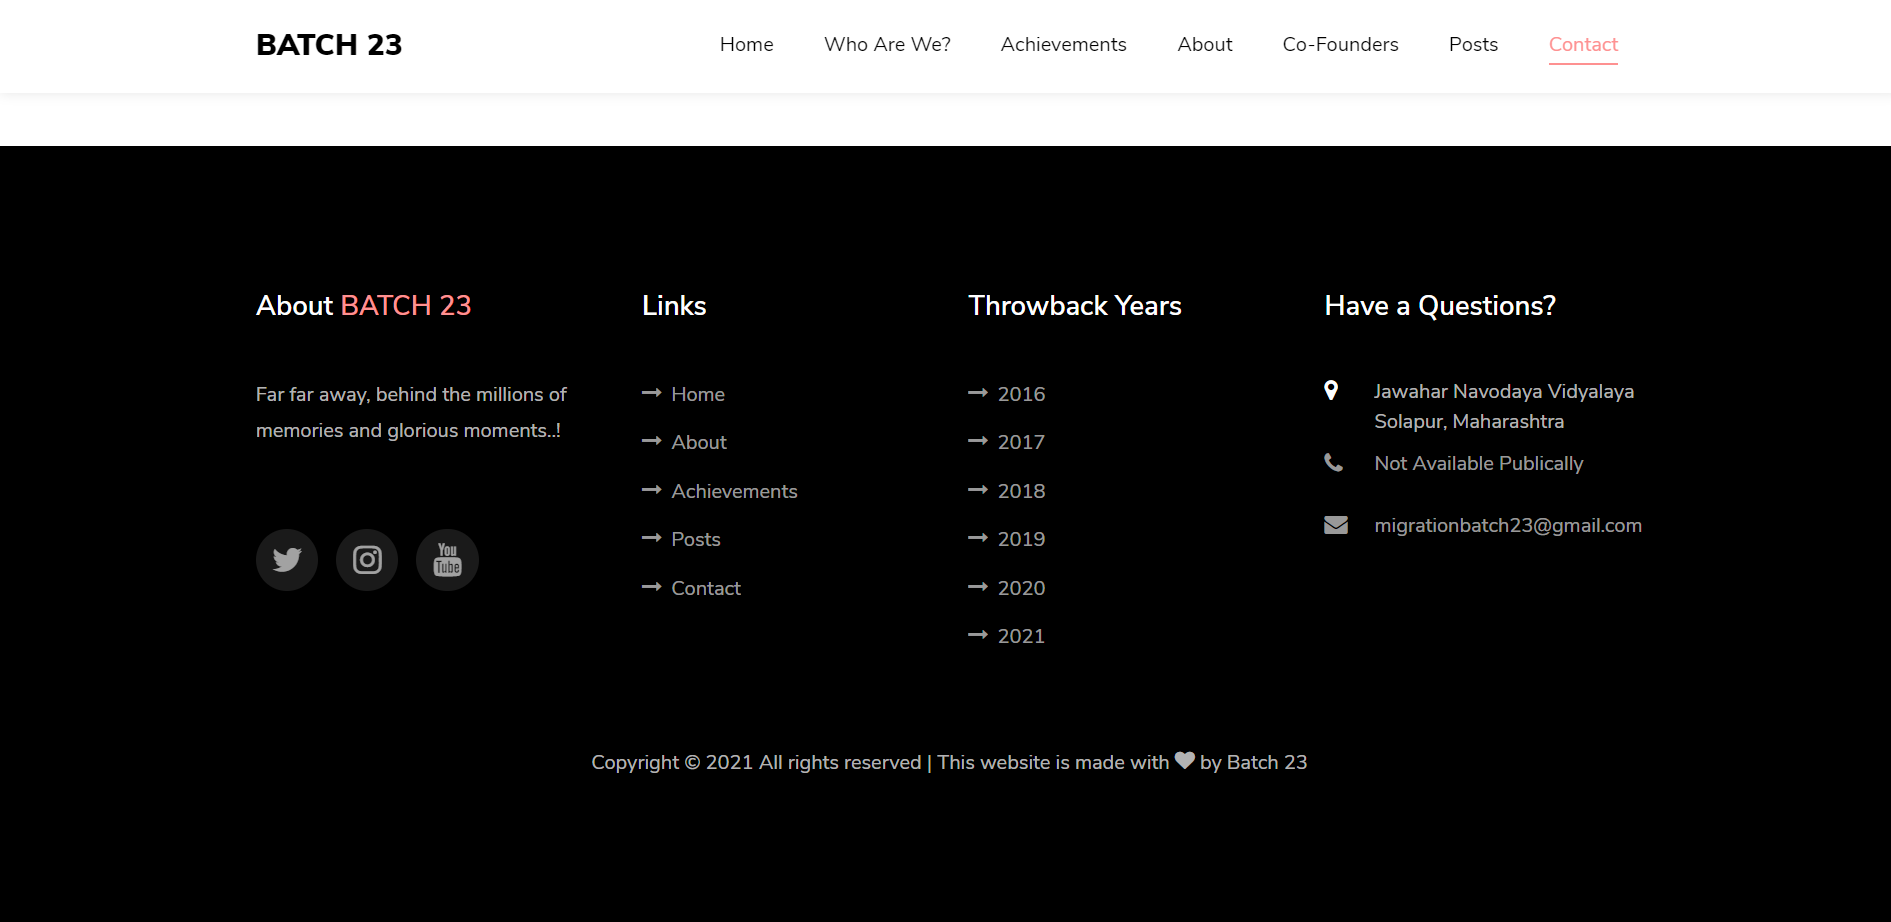 BATCH 23
Home
Who Are We?
Achievements
About
Co-Founders
Posts
Contact
About BATCH 23
Far far away, behind the millions of
memories and glorious moments..!
You
Tube
Links
Home
About
Achievements
Posts
Contact
Throwback Years
2016
2017
2018
2019
2020
2021
Have a Questions?
Jawahar Navodaya Vidyalaya
Solapur, Maharashtra
Not Available Publically
migrationbatch23@gmail.com
Copyright © 2021 All rights reserved | This website is made with ♥ by Batch 23